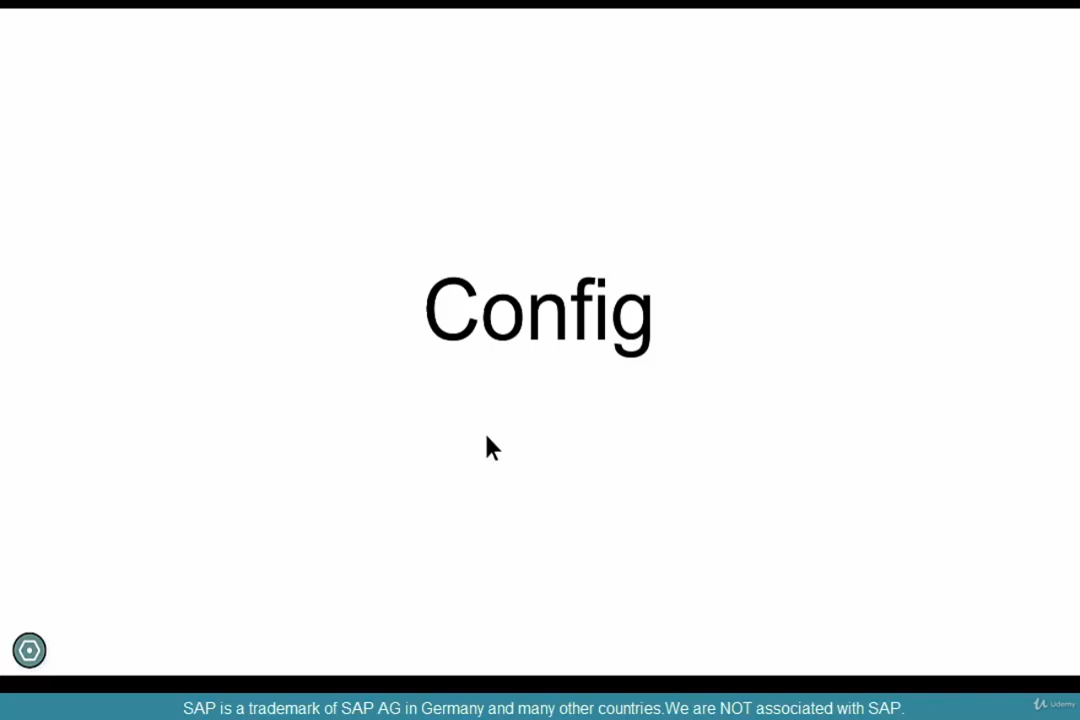 Config
SAP is a trademark of SAP AG in Germany and many other countries.We are NOT associated with SAP.
Udemy